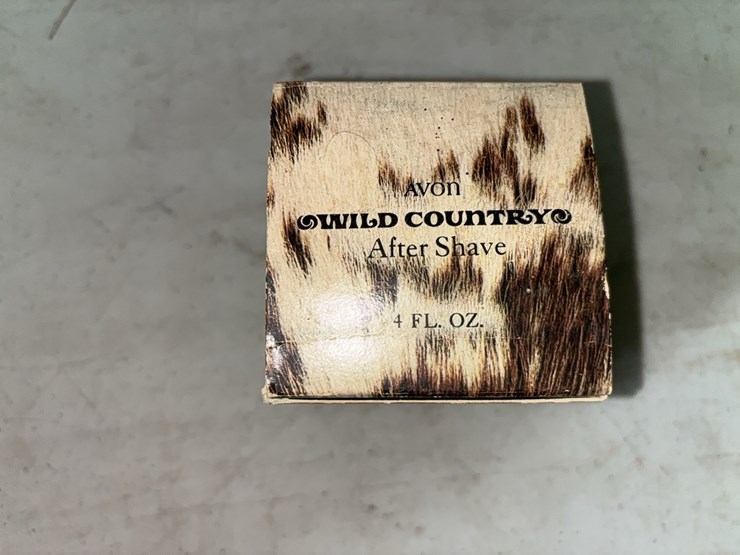 AVON
WILD COUNTRY
After Shave
4 FL. OZ.